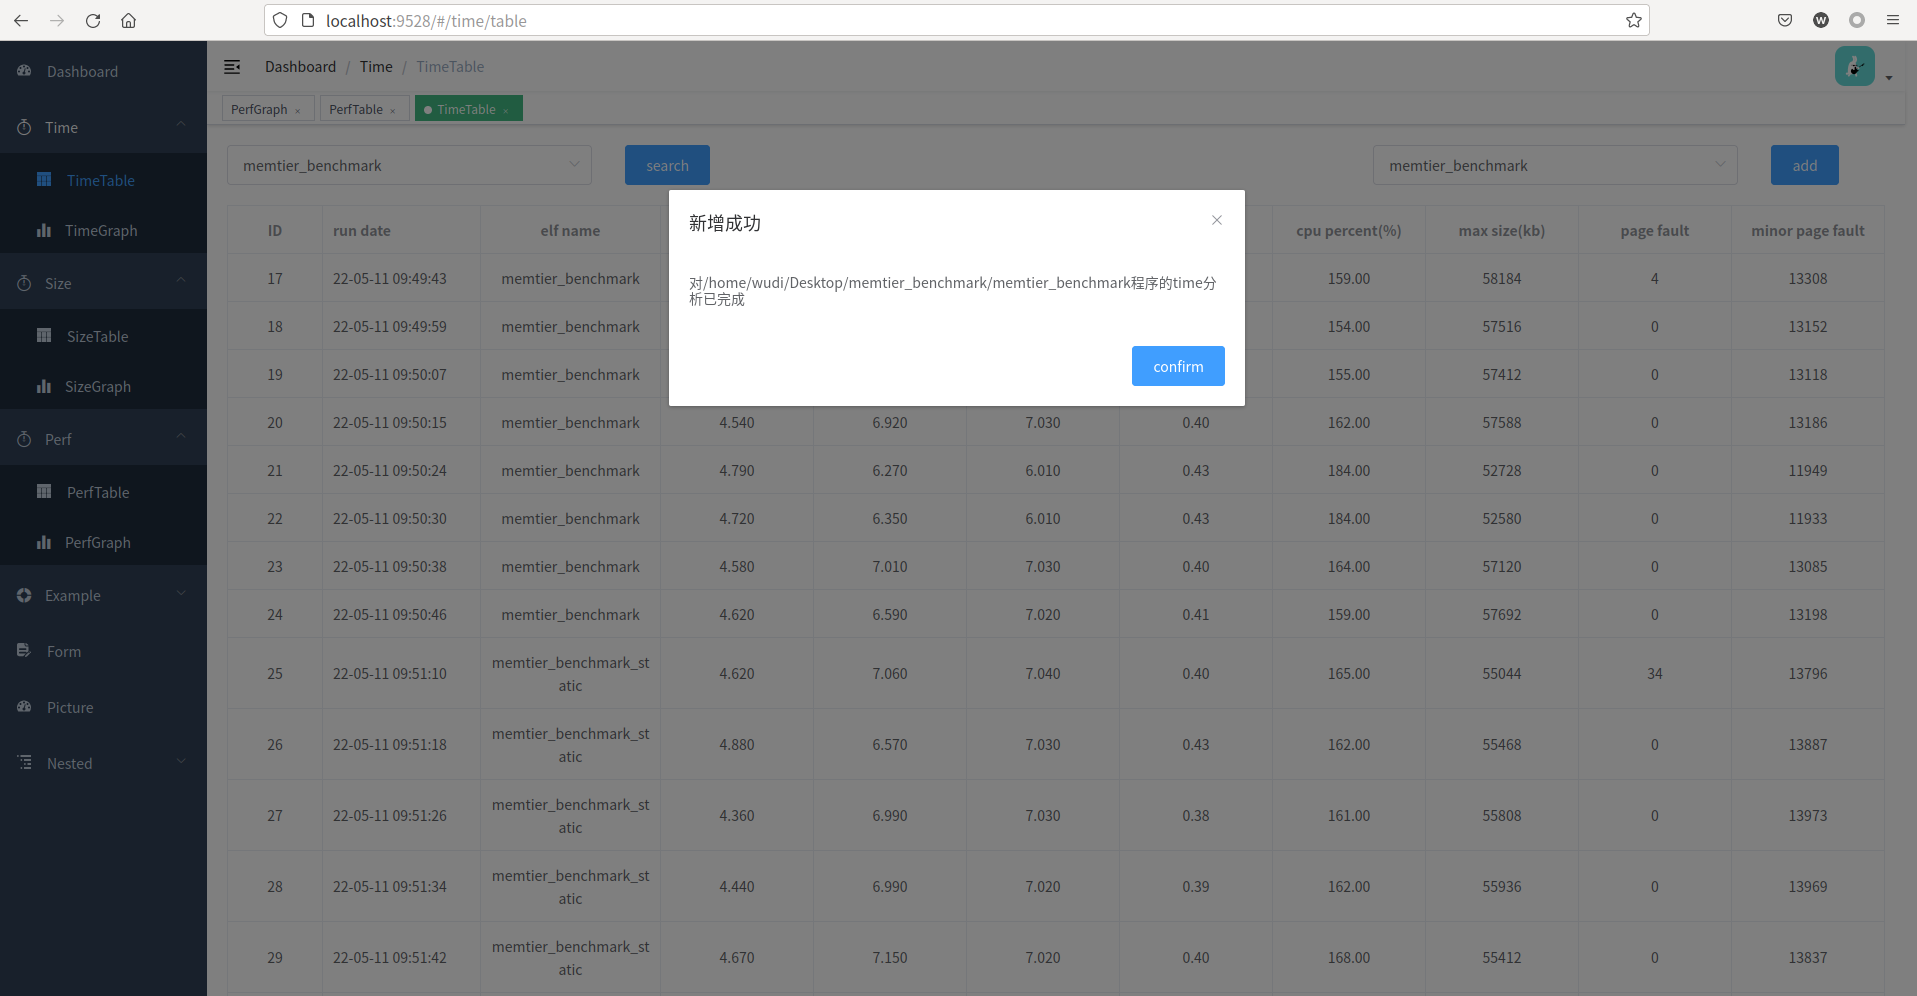 localhost:9528/#/time/table
W
Dashboard
Time
TimeTable
TimeGraph
Size
SizeTable
SizeGraph
Perf
PerfTable
PerfGraph
Example
Form
Picture
Nested
Dashboard / Time / TimeTable
PerfGraph × PerfTable × TimeTable ×
memtier_benchmark search memtier_benchmark add
ID run date elf name cpu percent(%) max size(kb) page fault minor page fault
17 22-05-11 09:49:43 memtier_benchmark 159.00 58184 4 13308
18 22-05-11 09:49:59 memtier_benchmark 154.00 57516 0 13152
19 22-05-11 09:50:07 memtier_benchmark 155.00 57412 0 13118
20 22-05-11 09:50:15 memtier_benchmark 4.540 6.920 7.030 0.40 162.00 57588 0 13186
21 22-05-11 09:50:24 memtier_benchmark 4.790 6.270 6.010 0.43 184.00 52728 0 11949
22 22-05-11 09:50:30 memtier_benchmark 4.720 6.350 6.010 0.43 184.00 52580 0 11933
23 22-05-11 09:50:38 memtier_benchmark 4.580 7.010 7.030 0.40 164.00 57120 0 13085
24 22-05-11 09:50:46 memtier_benchmark 4.620 6.590 7.020 0.41 159.00 57692 0 13198
memtier_benchmark_st
25 22-05-11 09:51:10 4.620 7.060 7.040 0.40 165.00 55044 34 13796
atic
memtier_benchmark_st
26 22-05-11 09:51:18 4.880 6.570 7.030 0.43 162.00 55468 0 13887
atic
memtier_benchmark_st
27 22-05-11 09:51:26 4.360 6.990 7.030 0.38 161.00 55808 0 13973
atic
memtier_benchmark_st
28 22-05-11 09:51:34 4.440 6.990 7.020 0.39 162.00 55936 0 13969
atic
memtier_benchmark_st
29 22-05-11 09:51:42 4.670 7.150 7.020 0.40 168.00 55412 0 13837
atic
新增成功
对/home/wudi/Desktop/memtier_benchmark/memtier_benchmark程序的time分
析已完成
confirm